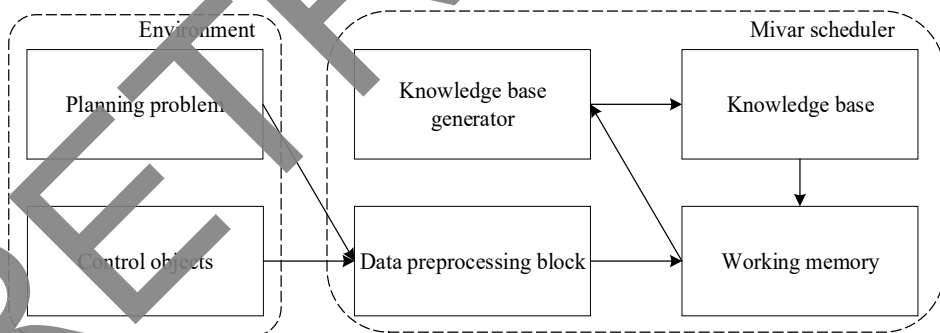 Environment
Mivar scheduler
Planning problem
Knowledge base
generator
Knowledge base
Control objects
Data preprocessing block
Working memory